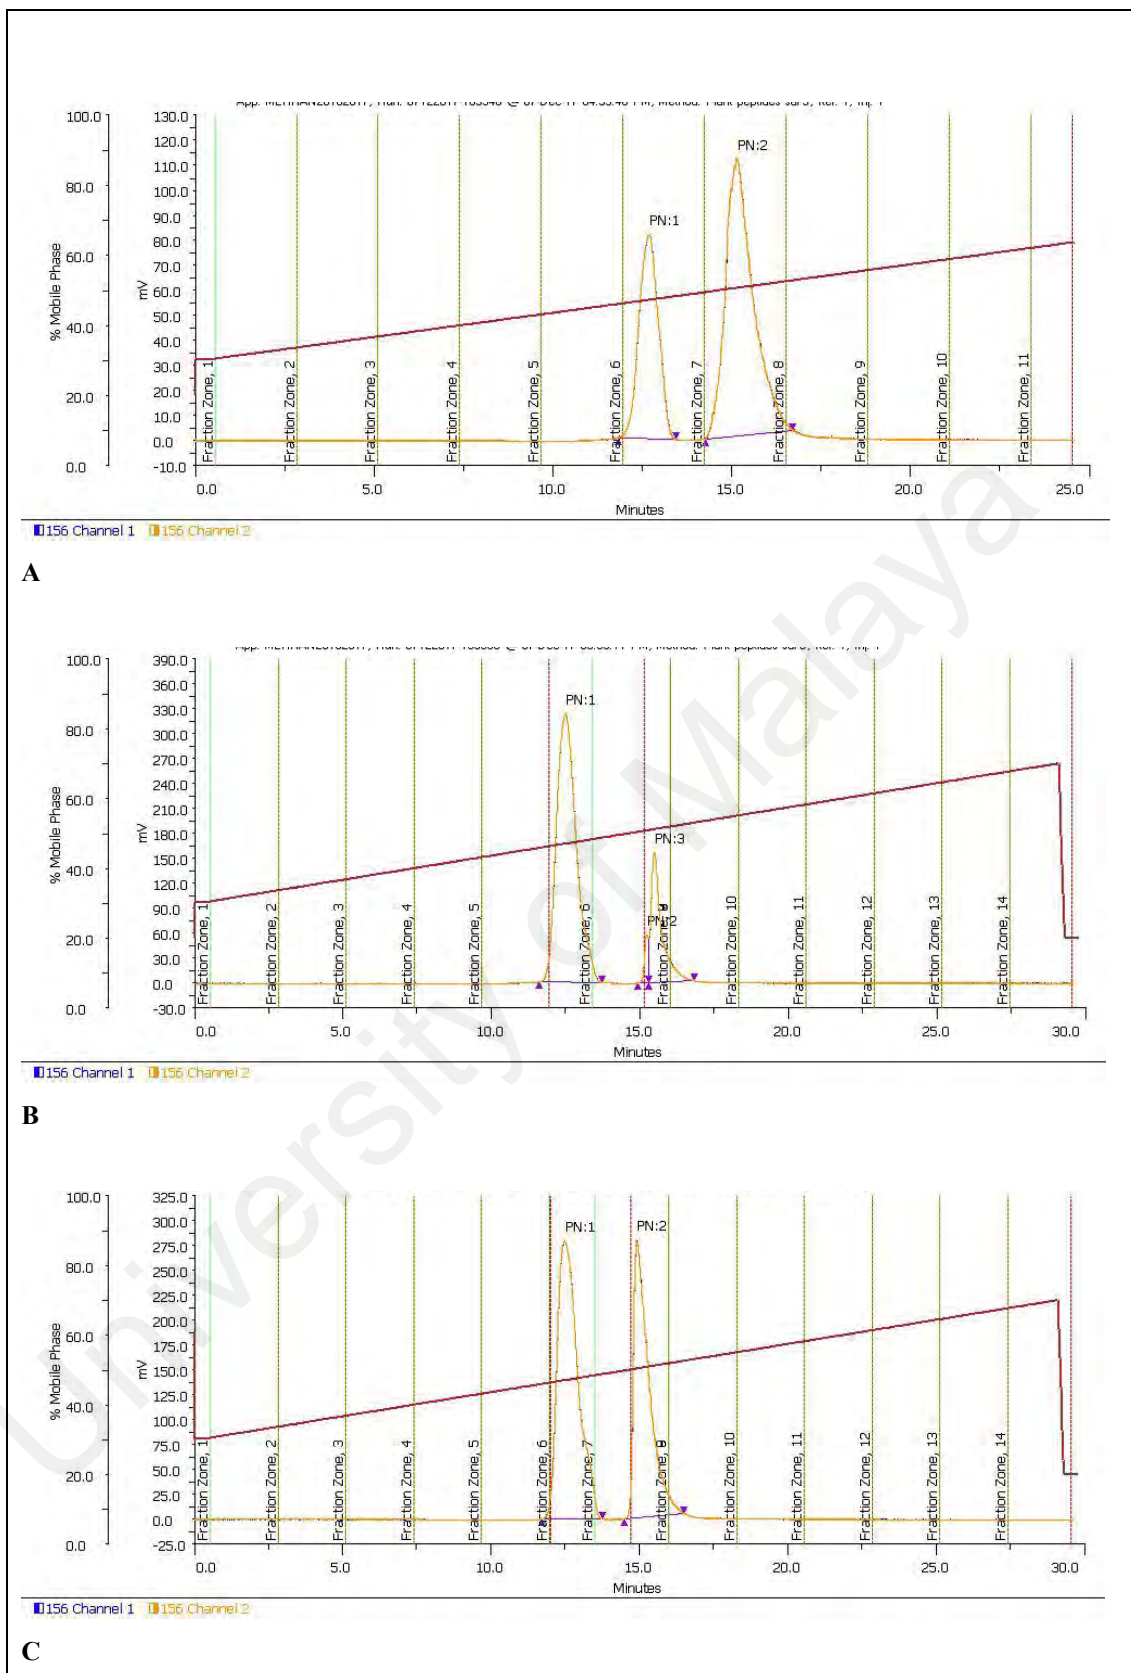 PN:2
PN:1
100.0
80.0
60.0
40.0
20.0
0.0
% Mobile Phase
130.0
120.0
110.0
100.0
90.0
80.0
70.0
60.0
50.0
40.0
30.0
20.0
10.0
0.0
-10.0
mV
Fraction Zone, 1
Fraction Zone, 2
Fraction Zone, 3
Fraction Zone, 4
Fraction Zone, 5
Fraction Zone, 6
Fraction Zone, 7
Fraction Zone, 8
Fraction Zone, 9
Fraction Zone, 10
Fraction Zone, 11
0.0 5.0 10.0 15.0 20.0 25.0
Minutes
156 Channel 1 156 Channel 2
A
PN:1
PN:3
PN:2
100.0
80.0
60.0
40.0
20.0
0.0
% Mobile Phase
390.0
360.0
330.0
300.0
270.0
240.0
210.0
180.0
150.0
120.0
90.0
60.0
30.0
0.0
-30.0
mV
Fraction Zone, 1
Fraction Zone, 2
Fraction Zone, 3
Fraction Zone, 4
Fraction Zone, 5
Fraction Zone, 6
Fraction Zone,
Fraction Zone, 10
Fraction Zone, 11
Fraction Zone, 12
Fraction Zone, 13
Fraction Zone, 14
0.0 5.0 10.0 15.0 20.0 25.0 30.0
Minutes
156 Channel 1 156 Channel 2
B
PN:1 PN:2
100.0
80.0
60.0
40.0
20.0
0.0
% Mobile Phase
325.0
300.0
275.0
250.0
225.0
200.0
175.0
150.0
125.0
100.0
75.0
50.0
25.0
0.0
-25.0
mV
Fraction Zone, 1
Fraction Zone, 2
Fraction Zone, 3
Fraction Zone, 4
Fraction Zone, 5
Fraction Zone, 6
Fraction Zone, 7
Fraction Zone,
Fraction Zone, 10
Fraction Zone, 11
Fraction Zone, 12
Fraction Zone, 13
Fraction Zone, 14
0.0 5.0 10.0 15.0 20.0 25.0 30.0
Minutes
156 Channel 1 156 Channel 2
C
University of Malaya